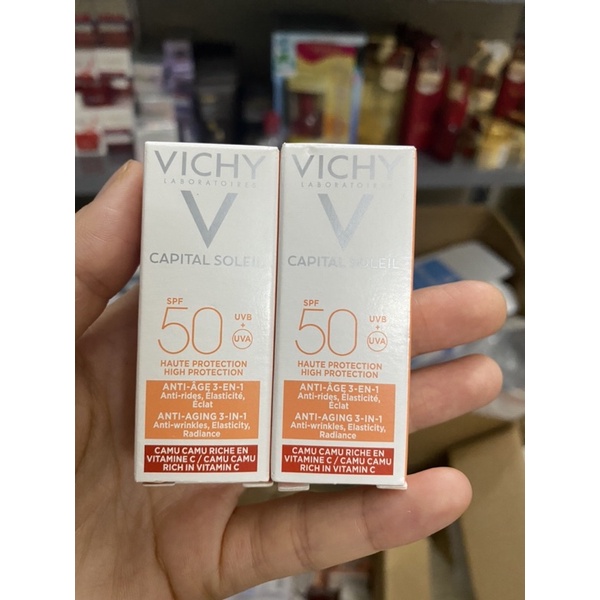 VICHY
LABORATOIRES
V
CAPITAL SOLEIL
SPF
50
UVB
+
UVA
HAUTE PROTECTION
HIGH PROTECTION
ANTI-ÂGE 3-EN-1
Anti-rides, Élasticité,
Éclat
ANTI-AGING 3-IN-1
Anti-wrinkles, Elasticity,
Radiance
CAMU CAMU RICHE EN
VITAMINE C / CAMU CAMU
RICH IN VITAMIN C
VICHY
LABORATOIRES
V
CAPITAL SOLEIL
SPF
50
UVB
+
UVA
HAUTE PROTECTION
HIGH PROTECTION
ANTI-ÂGE 3-EN-1
Anti-rides, Élasticité,
Éclat
ANTI-AGING 3-IN-1
Anti-wrinkles, Elasticity,
Radiance
CAMU CAMU RICHE EN
VITAMINE C / CAMU CAMU
RICH IN VITAMIN C